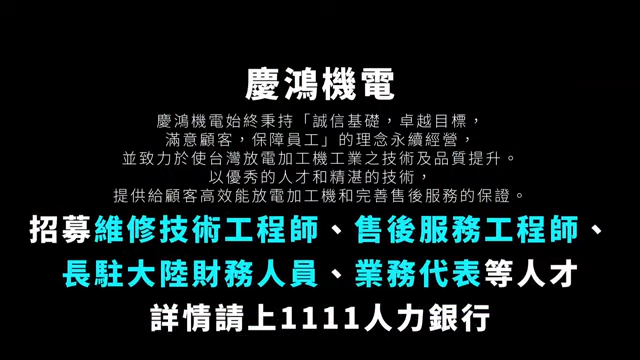 慶鴻機電
慶鴻機電始終秉持「誠信基礎，卓越目標，
滿意顧客，保障員工」的理念永續經營，
並致力於使台灣放電加工機工業之技術及品質提升。
以優秀的人才和精湛的技術，
提供給顧客高效能放電加工機和完善售後服務的保證。
招募維修技術工程師、售後服務工程師、
長駐大陸財務人員、業務代表等人才
詳情請上1111人力銀行